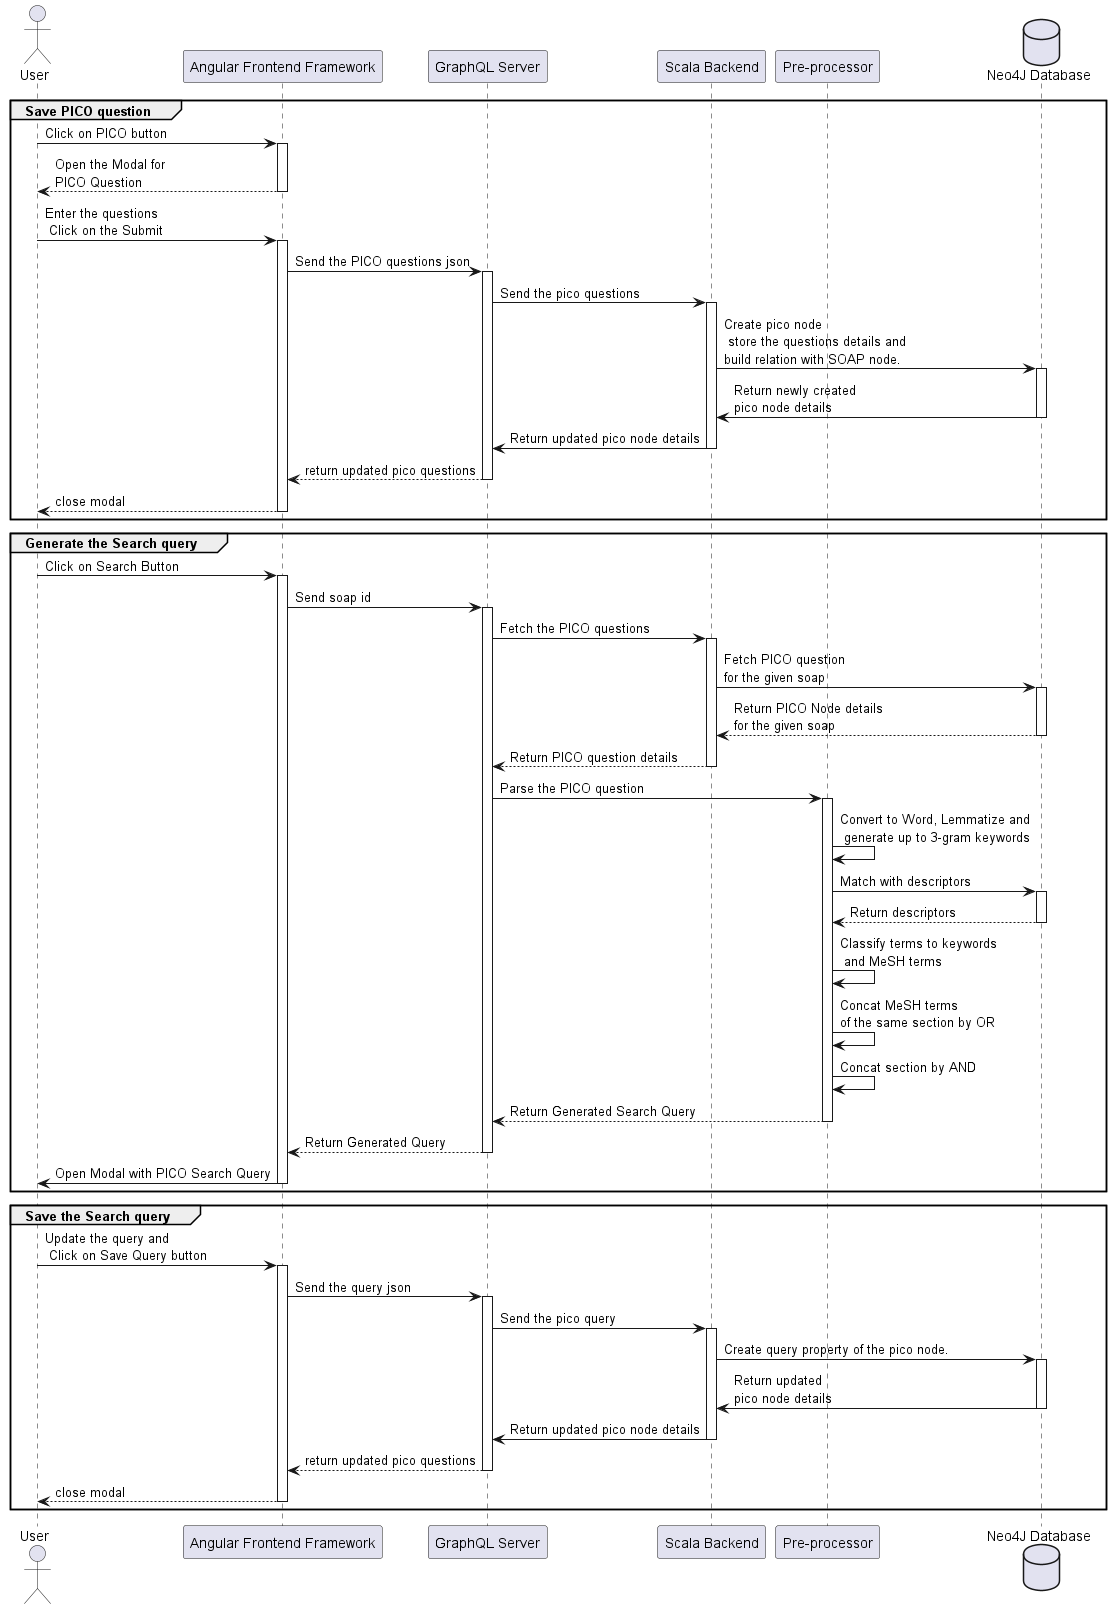 User
Angular Frontend Framework
GraphQL Server
Scala Backend
Pre-processor
Neo4J Database
Save PICO question
Click on PICO button
Open the Modal for
PICO Question
Enter the questions
Click on the Submit
Send the PICO questions json
Send the pico questions
Create pico node
store the questions details and
build relation with SOAP node.
Return newly created
pico node details
Return updated pico node details
return updated pico questions
close modal
Generate the Search query
Click on Search Button
Send soap id
Fetch the PICO questions
Fetch PICO question
for the given soap
Return PICO Node details
for the given soap
Return PICO question details
Parse the PICO question
Convert to Word, Lemmatize and
generate up to 3-gram keywords
Match with descriptors
Return descriptors
Classify terms to keywords
and MeSH terms
Concat MeSH terms
of the same section by OR
Concat section by AND
Return Generated Search Query
Return Generated Query
Open Modal with PICO Search Query
Save the Search query
Update the query and
Click on Save Query button
Send the query json
Send the pico query
Create query property of the pico node.
Return updated
pico node details
Return updated pico node details
return updated pico questions
close modal
User
Angular Frontend Framework
GraphQL Server
Scala Backend
Pre-processor
Neo4J Database